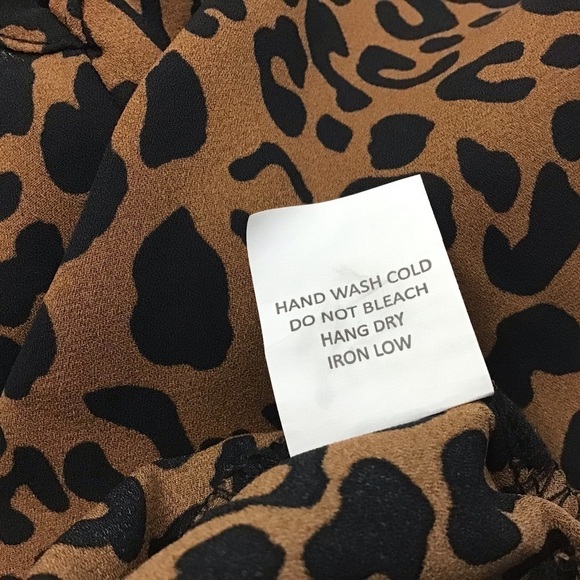 HAND WASH COLD
DO NOT BLEACH
HANG DRY
IRON LOW